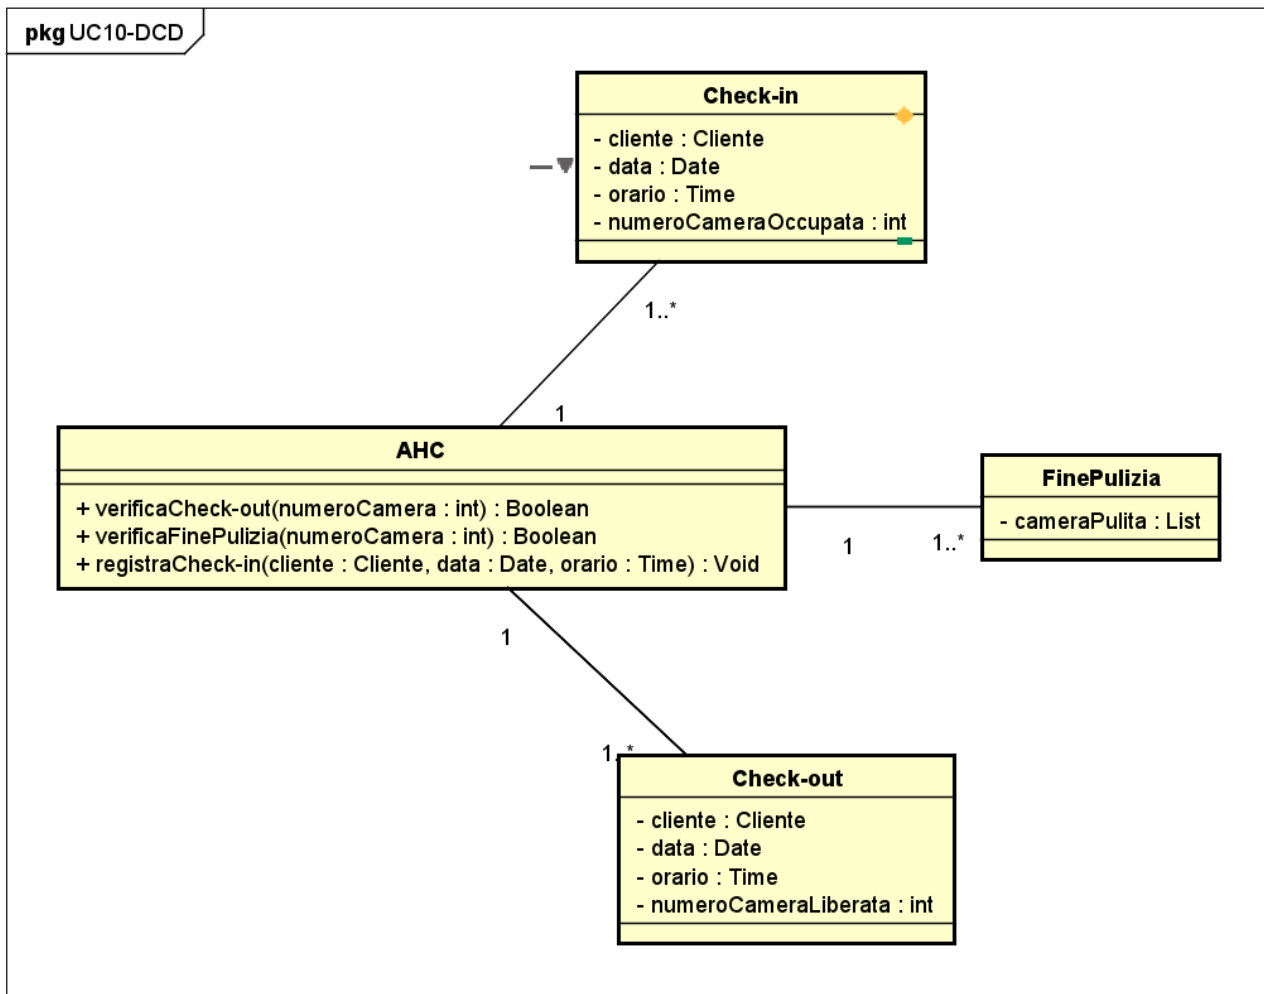 pkg UC10-DCD
Check-in
- cliente : Cliente
- data : Date
- orario : Time
- numeroCameraOccupata : int
1..*
1
AHC
+ verificaCheck-out(numeroCamera : int) : Boolean
+ verificaFinePulizia(numeroCamera : int) : Boolean
+ registraCheck-in(cliente : Cliente, data : Date, orario : Time) : Void
FinePulizia
- cameraPulita : List
1
1..*
1
1..*
Check-out
- cliente : Cliente
- data : Date
- orario : Time
- numeroCameraLiberata : int